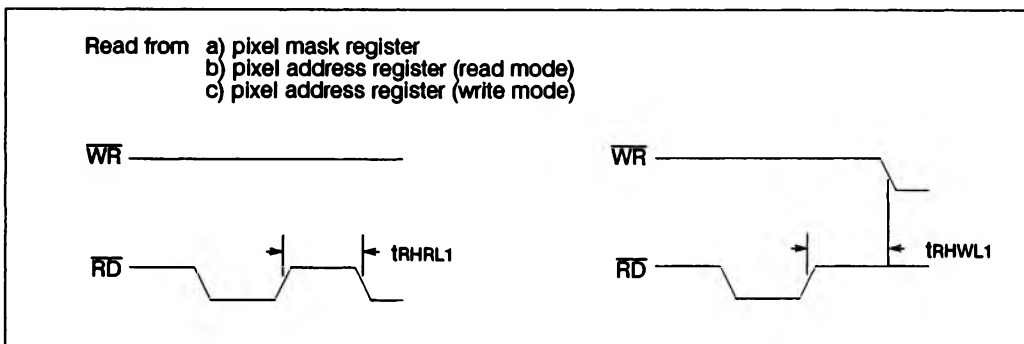 Read from a) pixel mask register
b) pixel address register (read mode)
c) pixel address register (write mode)
WR
WR
RD
tRHRL1
RD
tRHWL1